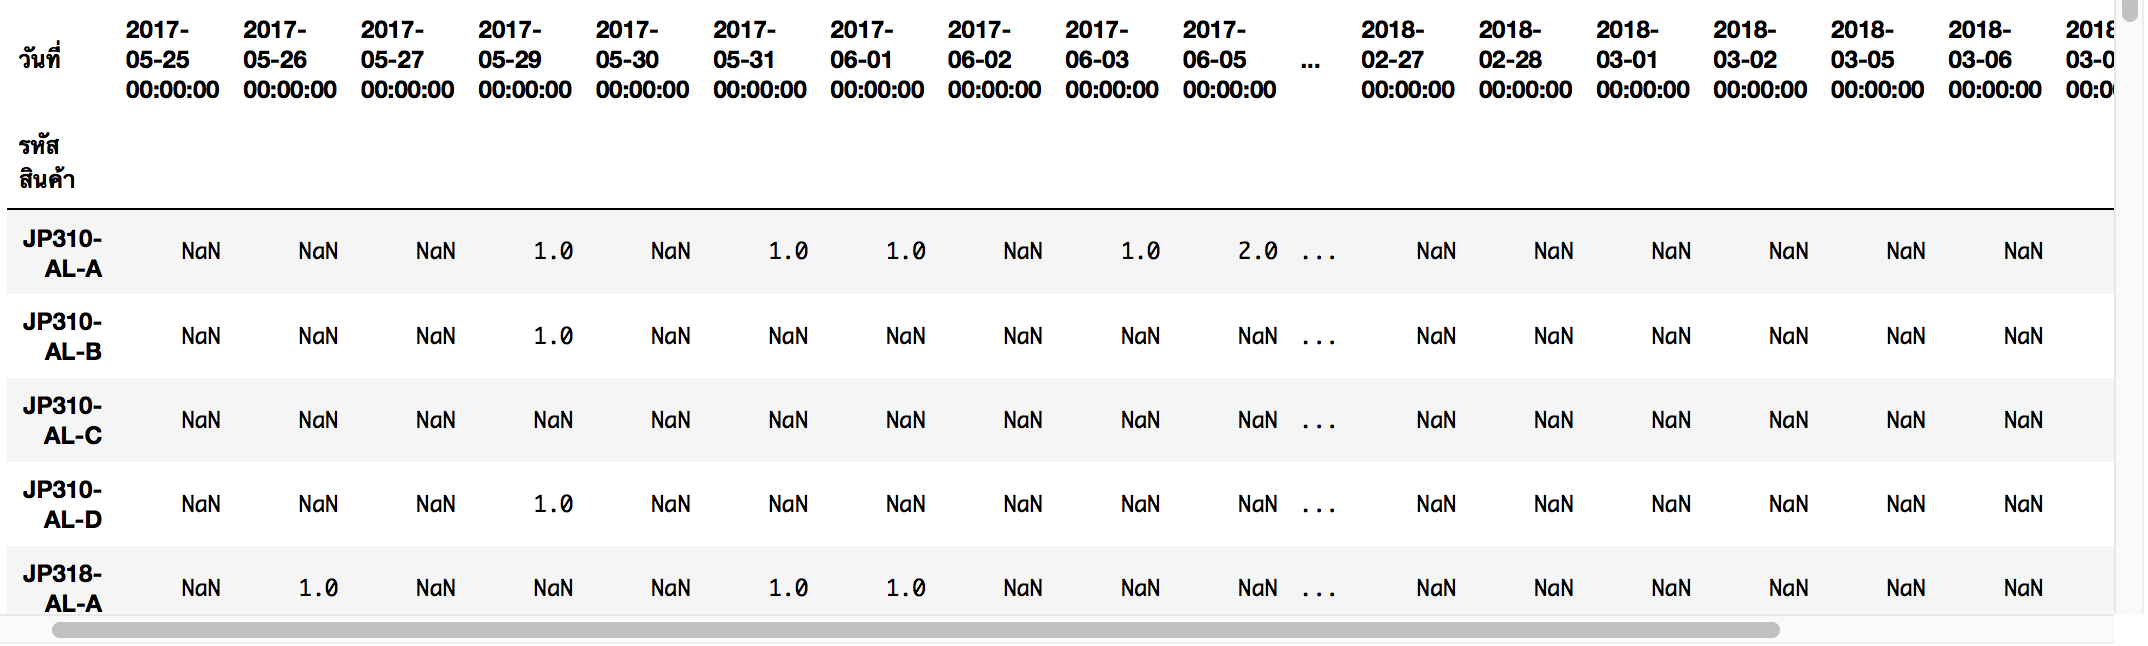 วันที่ 2017-05-25 00:00:00 2017-05-26 00:00:00 2017-05-27 00:00:00 2017-05-29 00:00:00 2017-05-30 00:00:00 2017-05-31 00:00:00 2017-06-01 00:00:00 2017-06-02 00:00:00 2017-06-03 00:00:00 2017-06-05 00:00:00 ... 2018-02-27 00:00:00 2018-02-28 00:00:00 2018-03-01 00:00:00 2018-03-02 00:00:00 2018-03-05 00:00:00 2018-03-06 00:00:00
รหัส
สินค้า
JP310-AL-A NaN NaN NaN 1.0 NaN 1.0 1.0 NaN 1.0 2.0 ... NaN NaN NaN NaN NaN NaN
JP310-AL-B NaN NaN NaN 1.0 NaN NaN NaN NaN NaN NaN ... NaN NaN NaN NaN NaN NaN
JP310-AL-C NaN NaN NaN NaN NaN NaN NaN NaN NaN NaN ... NaN NaN NaN NaN NaN NaN
JP310-AL-D NaN NaN NaN 1.0 NaN NaN NaN NaN NaN NaN ... NaN NaN NaN NaN NaN NaN
JP318-AL-A NaN 1.0 NaN NaN NaN 1.0 1.0 NaN NaN NaN ... NaN NaN NaN NaN NaN NaN